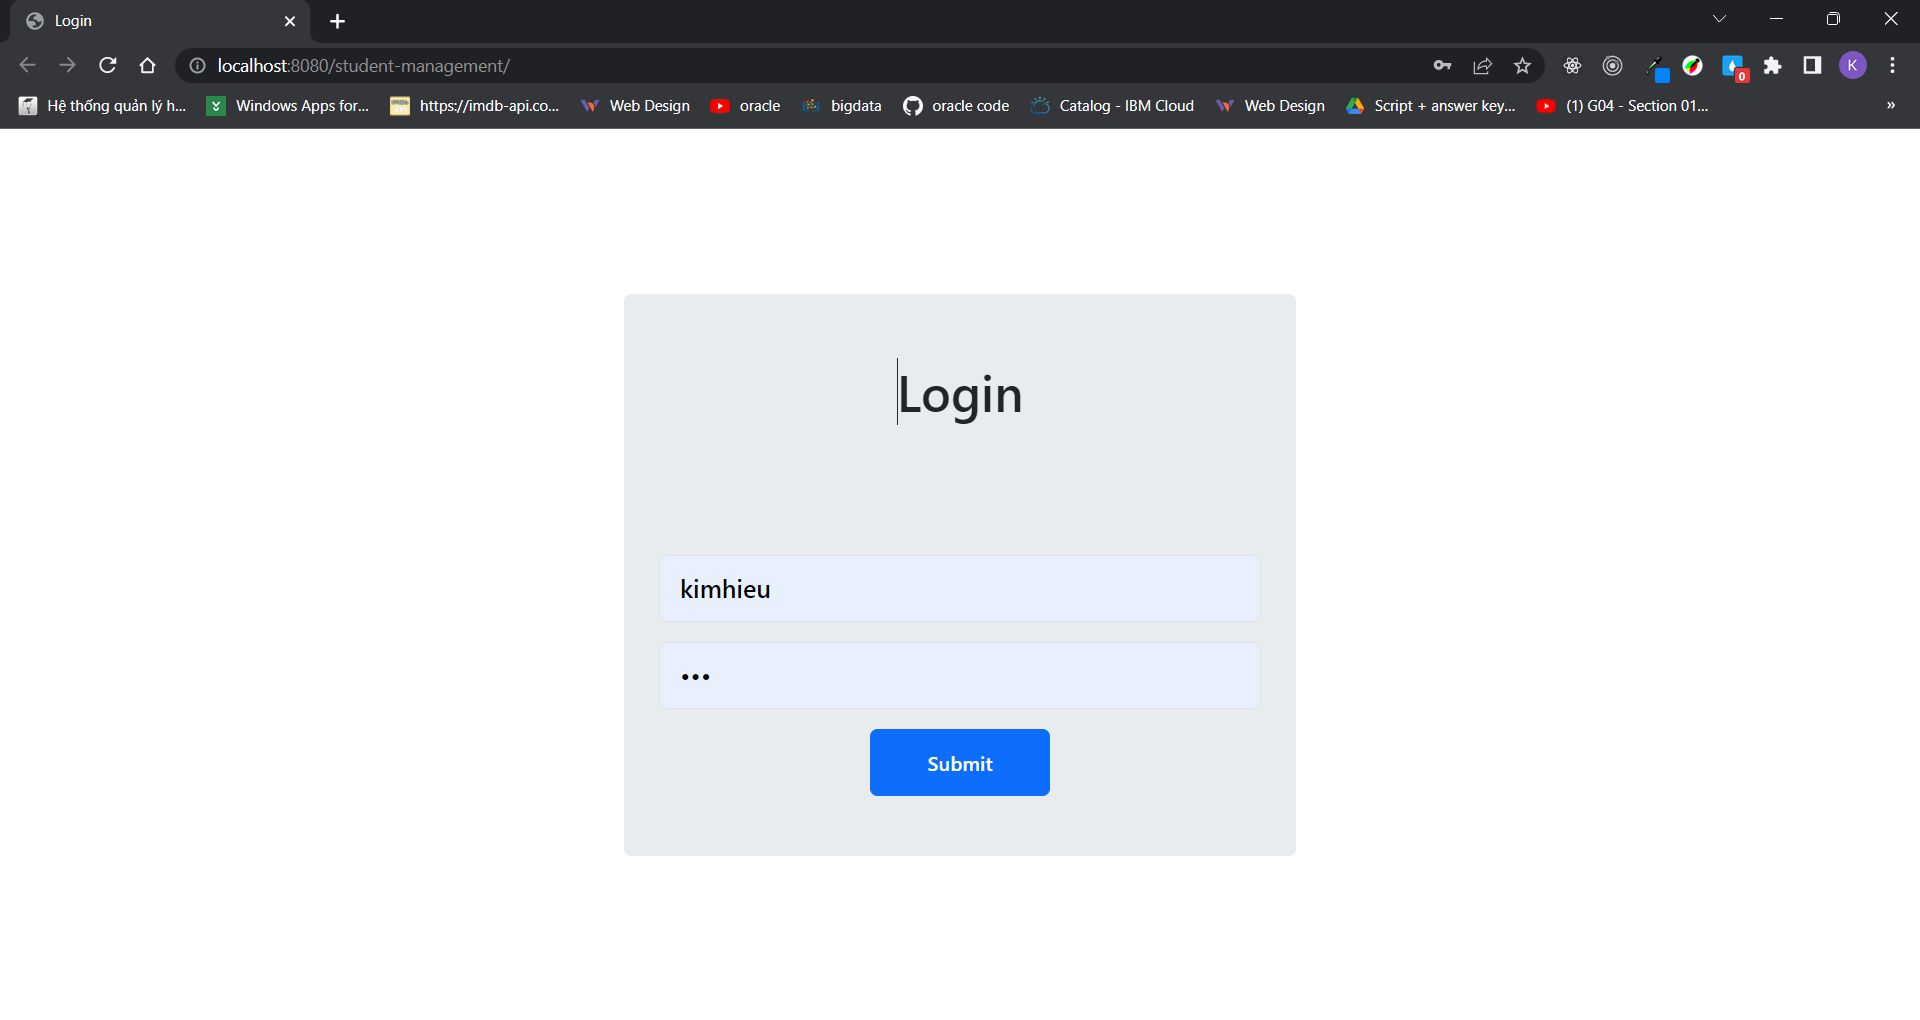 Login
localhost:8080/student-management/
0
K
Hệ thống quản lý h... Windows Apps for... https://imdb-api.co... Web Design oracle bigdata oracle code Catalog - IBM Cloud Web Design Script + answer key... (1) G04 - Section 01... »
Login
kimhieu
•••
Submit